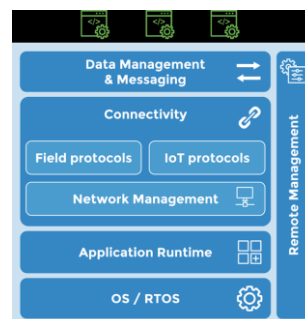 Data Management
& Messaging
Connectivity
Field protocols
IoT protocols
Network Management
Application Runtime
OS / RTOS
Remote Management